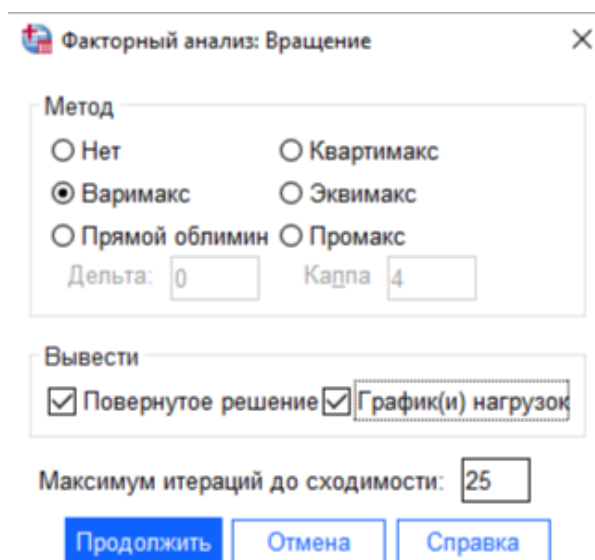 Факторный анализ: Вращение
Метод
Нет Квартимакс
Варимакс Эквимакс
Прямой облимин Промакс
Дельта: 0 Каппа 4
Вывести
Повернутое решение График(и) нагрузок
Максимум итераций до сходимости: 25
Продолжить Отмена Справка